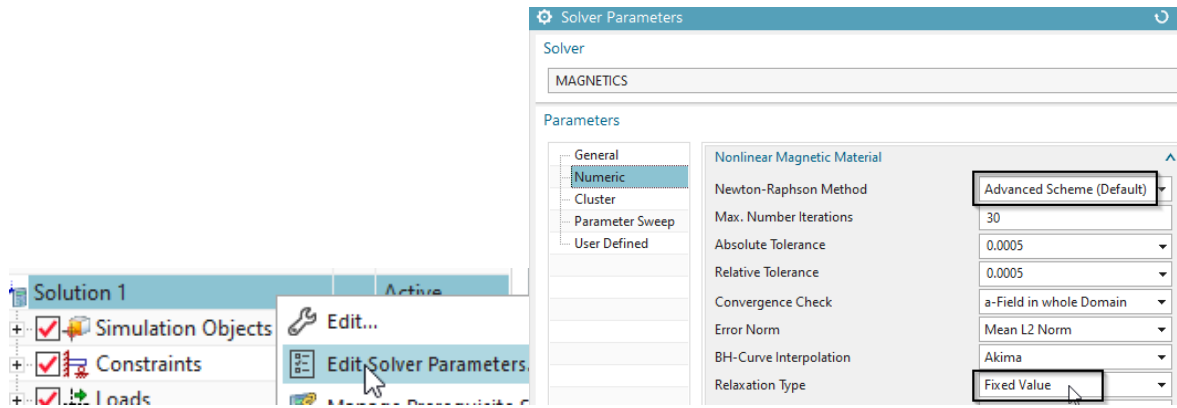 Solver Parameters
Solver
MAGNETICS
Parameters
General
Numeric
Cluster
Parameter Sweep
User Defined
Nonlinear Magnetic Material
Newton-Raphson Method Advanced Scheme (Default)
Max. Number Iterations 30
Absolute Tolerance 0.0005
Relative Tolerance 0.0005
Convergence Check a-Field in whole Domain
Error Norm Mean L2 Norm
BH-Curve Interpolation Akima
Relaxation Type Fixed Value
Solution 1 Active
Simulation Objects
Constraints
Loads
Edit...
Edit Solver Parameters.
Manage Prerequisite S